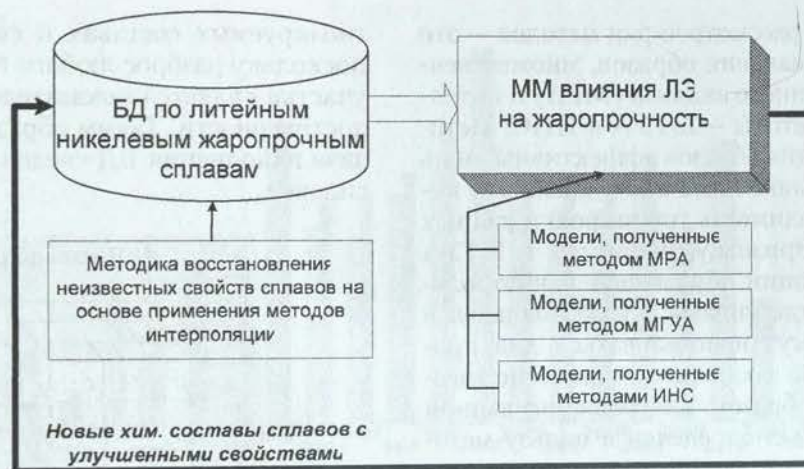 БД по литейным
никелевым жаропрочным
сплавам
ММ влияния ЛЭ
на жаропрочность
Методика восстановления
неизвестных свойств сплавов на
основе применения методов
интерполяции
Модели, полученные
методом МРА
Модели, полученные
методом МГУА
Модели, полученные
методами ИНС
Новые хим. составы сплавов с
улучшенными свойствами